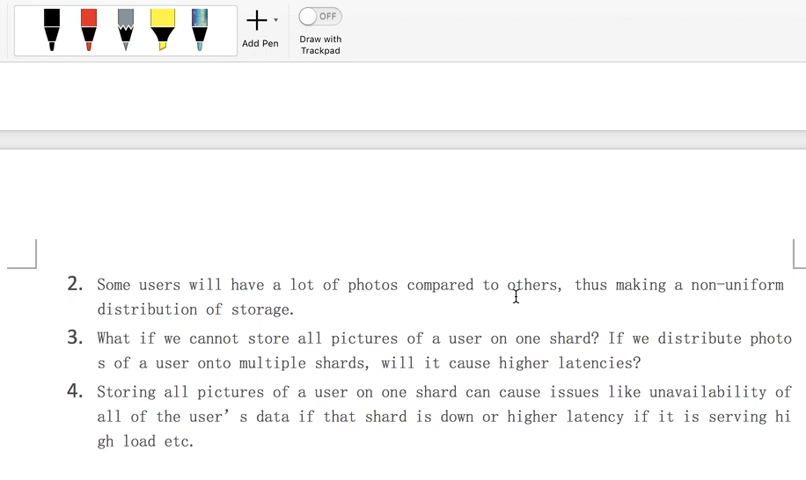 OFF
Add Pen
Draw with
Trackpad
2. Some users will have a lot of photos compared to others, thus making a non-uniform
distribution of storage.
3. What if we cannot store all pictures of a user on one shard? If we distribute photo
s of a user onto multiple shards, will it cause higher latencies?
4. Storing all pictures of a user on one shard can cause issues like unavailability of
all of the user’s data if that shard is down or higher latency if it is serving hi
gh load etc.